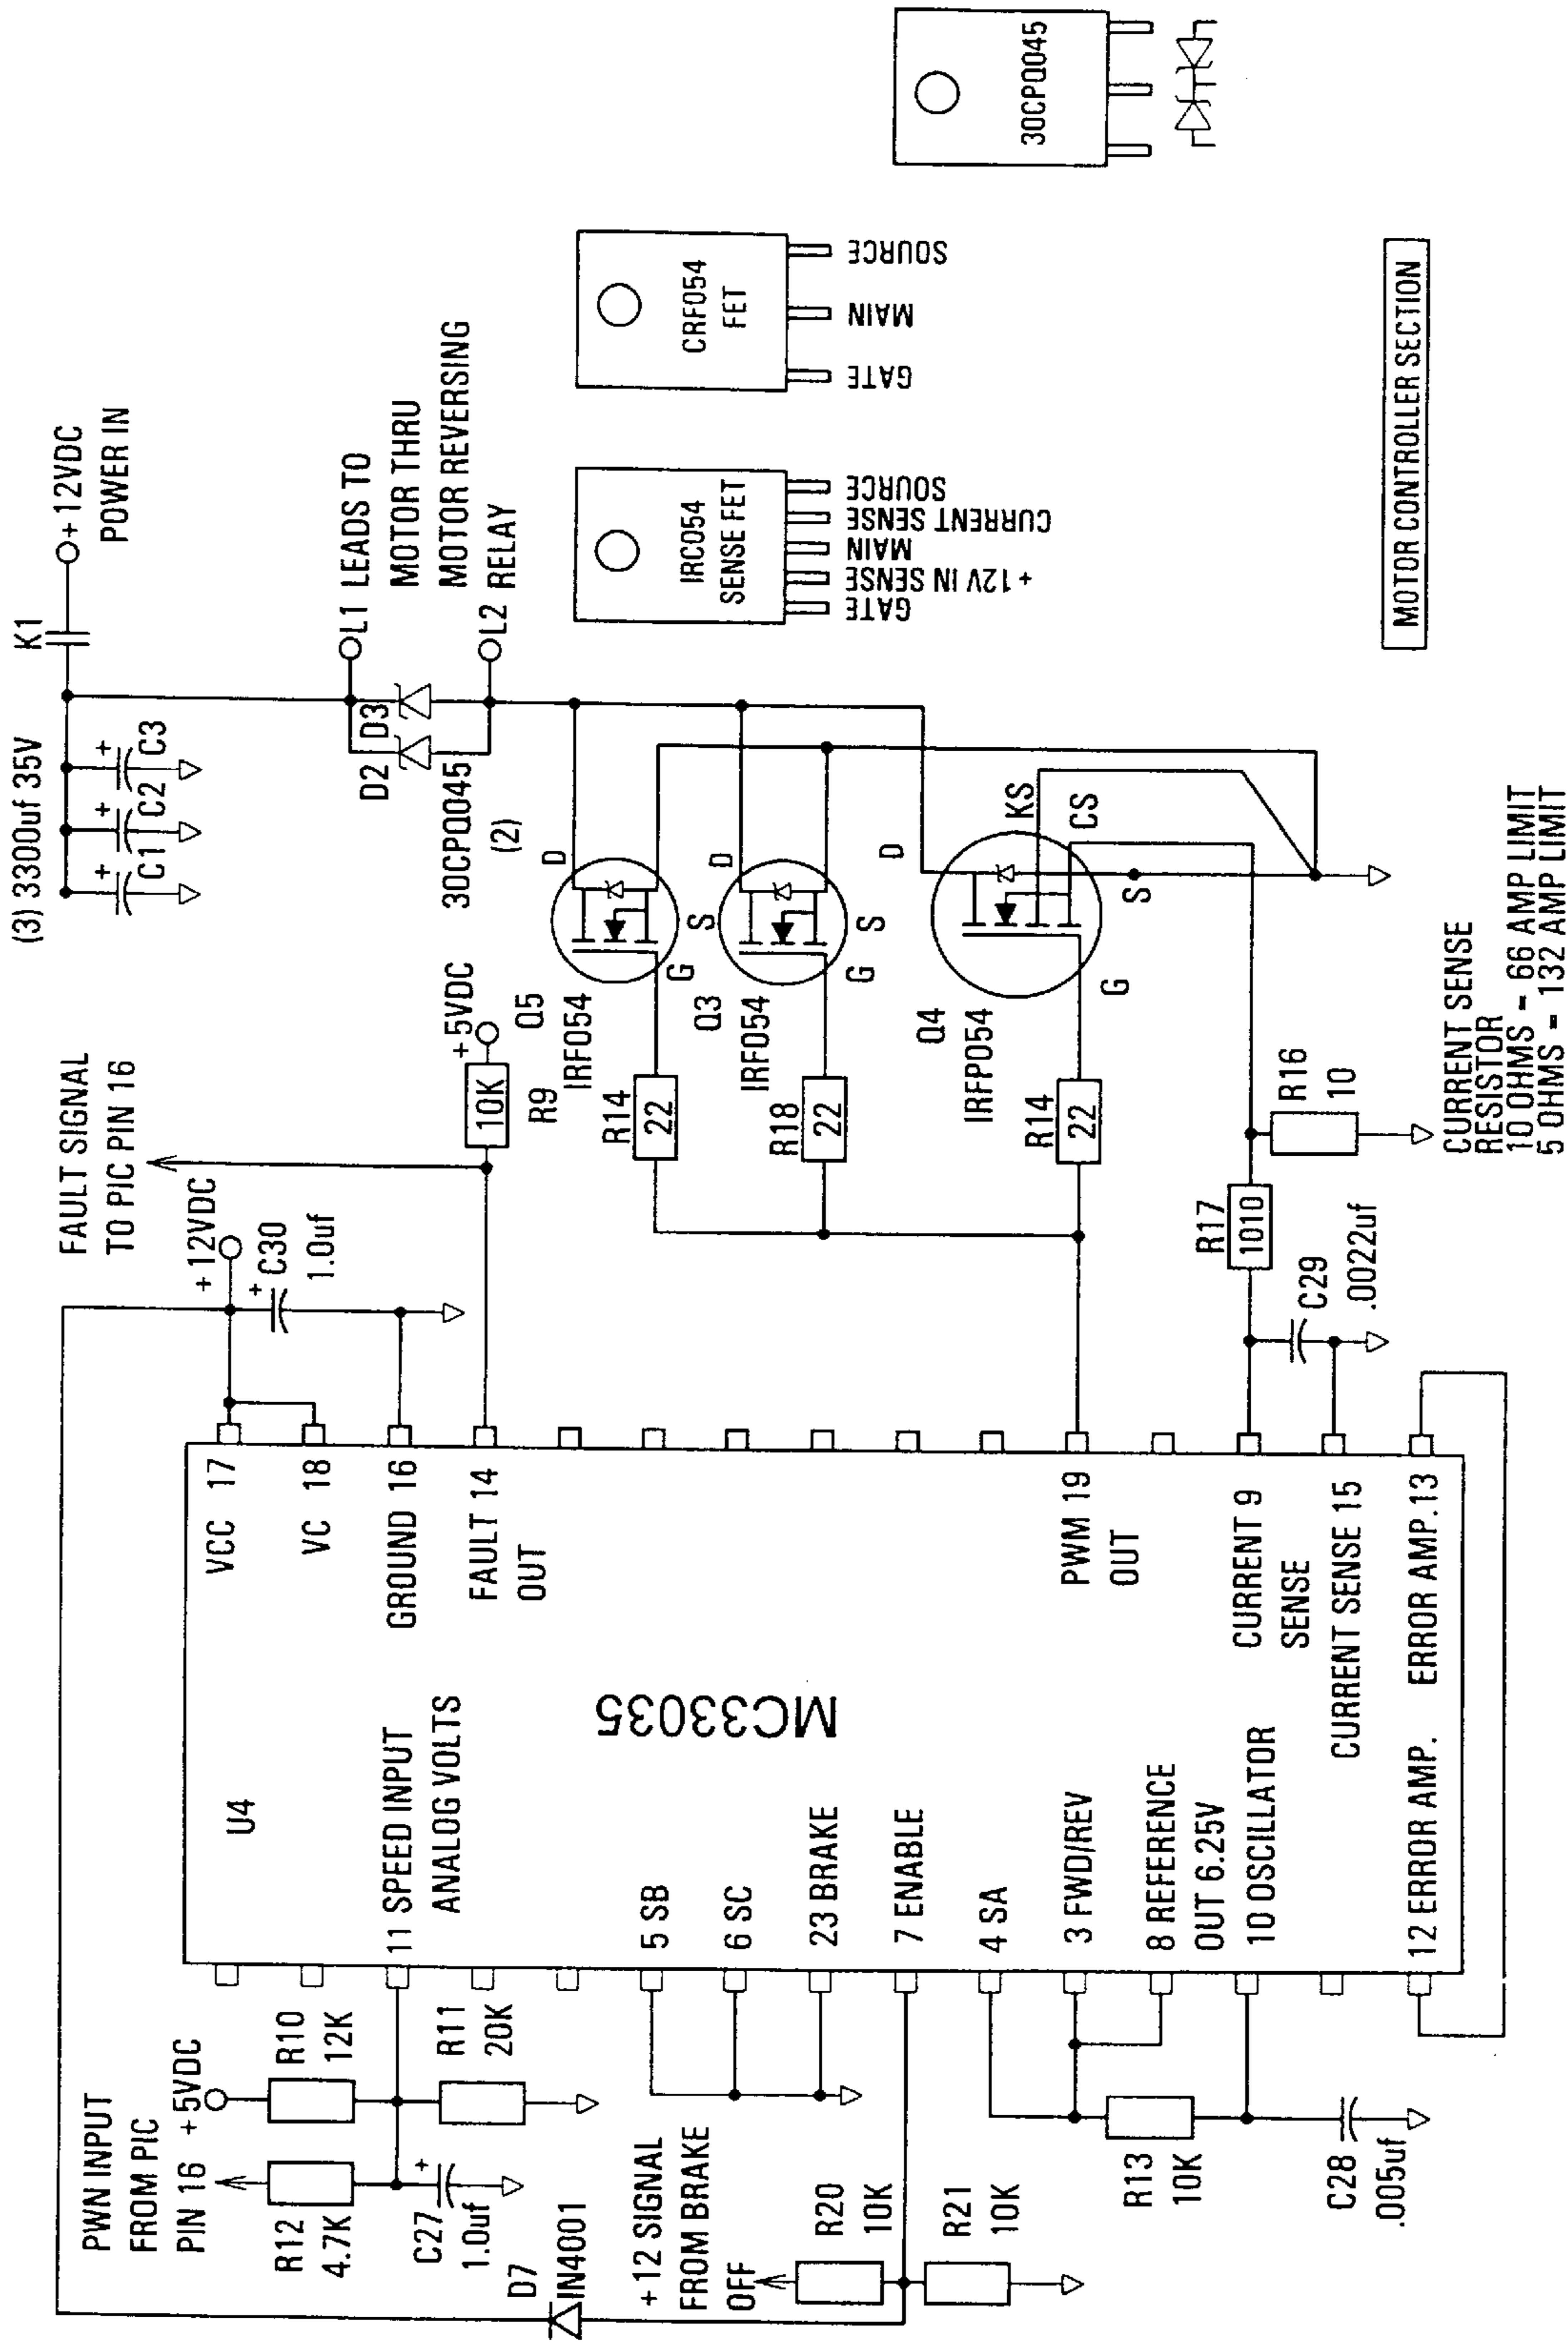 (3) 3300uf 35V
C1
C2
C3
+
+
+
K1
+12VDC
POWER IN
L1 LEADS TO
MOTOR THRU
MOTOR REVERSING
L2 RELAY
D2
D3
30CPQ045
(2)
FAULT SIGNAL
TO PIC PIN 16
+12VDC
+
C30
1.0uf
+5VDC
10K
R9
Q5
IRF054
R14
22
D
S
G
Q3
IRF054
R18
22
D
S
G
Q4
IRFP054
R14
22
D
KS
CS
S
G
R17
1010
R16
10
C29
.0022uf
CURRENT SENSE
RESISTOR
10 OHMS = 66 AMP LIMIT
5 OHMS = 132 AMP LIMIT
U4
MC33035
VCC 17
VC 18
GROUND 16
FAULT 14
OUT
PWM 19
OUT
CURRENT 9
SENSE
CURRENT SENSE 15
ERROR AMP.13
11 SPEED INPUT
ANALOG VOLTS
5 SB
6 SC
23 BRAKE
7 ENABLE
4 SA
3 FWD/REV
8 REFERENCE
OUT 6.25V
10 OSCILLATOR
12 ERROR AMP.
PWN INPUT
FROM PIC
PIN 16
+5VDC
R10
12K
R11
20K
R12
4.7K
C27
+
1.0uf
D7
IN4001
+12 SIGNAL
FROM BRAKE
OFF
R20
10K
R21
10K
R13
10K
C28
.005uf
IRC054
SENSE FET
GATE
+12V IN SENSE
MAIN
CURRENT SENSE
SOURCE
CRF054
FET
GATE
MAIN
SOURCE
30CPQ045
MOTOR CONTROLLER SECTION